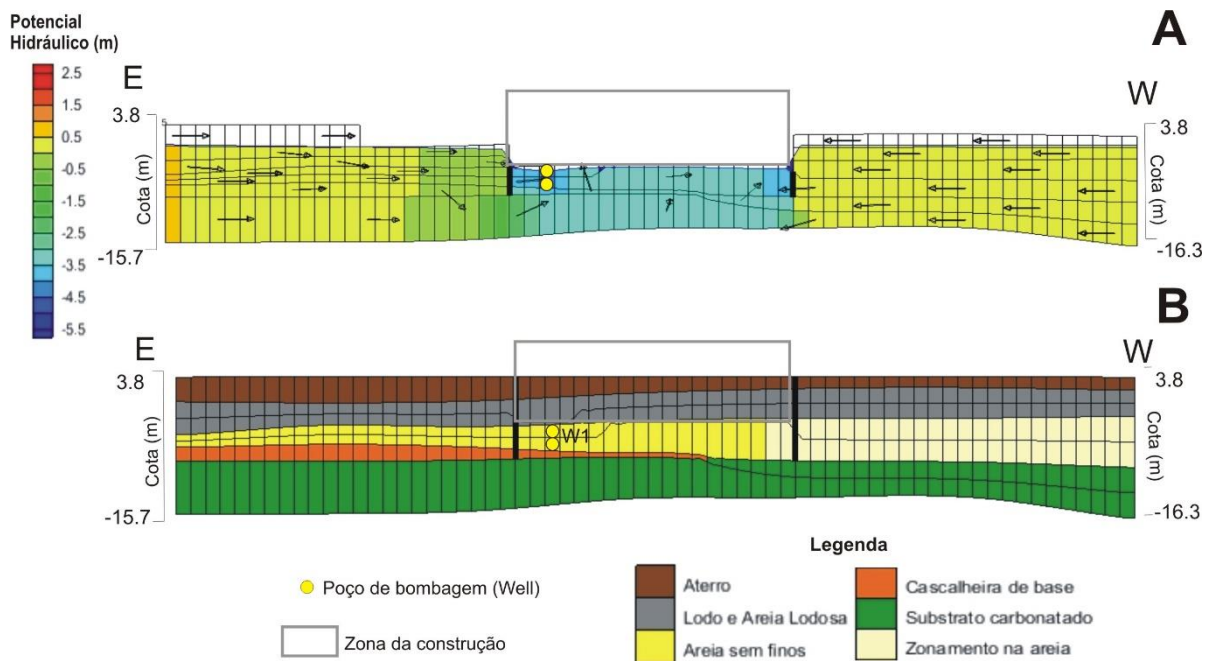 Potencial
Hidráulico (m)
2.5
1.5
0.5
-0.5
-1.5
-2.5
-3.5
-4.5
-5.5
A
E
W
3.8
5
3.8
Cota (m)
Cota (m)
-15.7
-16.3
B
E
W
3.8
3.8
W1
Cota (m)
Cota (m)
-15.7
-16.3
Legenda
Poço de bombagem (Well)
Zona da construção
Aterro
Lodo e Areia Lodosa
Areia sem finos
Cascalheira de base
Substrato carbonatado
Zonamento na areia